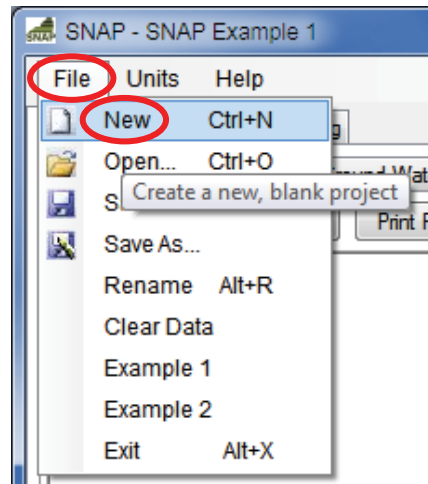 SNAP SNAP - SNAP Example 1
File Units Help
New Ctrl+N
Open... Ctrl+O
Create a new, blank project
Save As...
Print
Rename Alt+R
Clear Data
Example 1
Example 2
Exit Alt+X